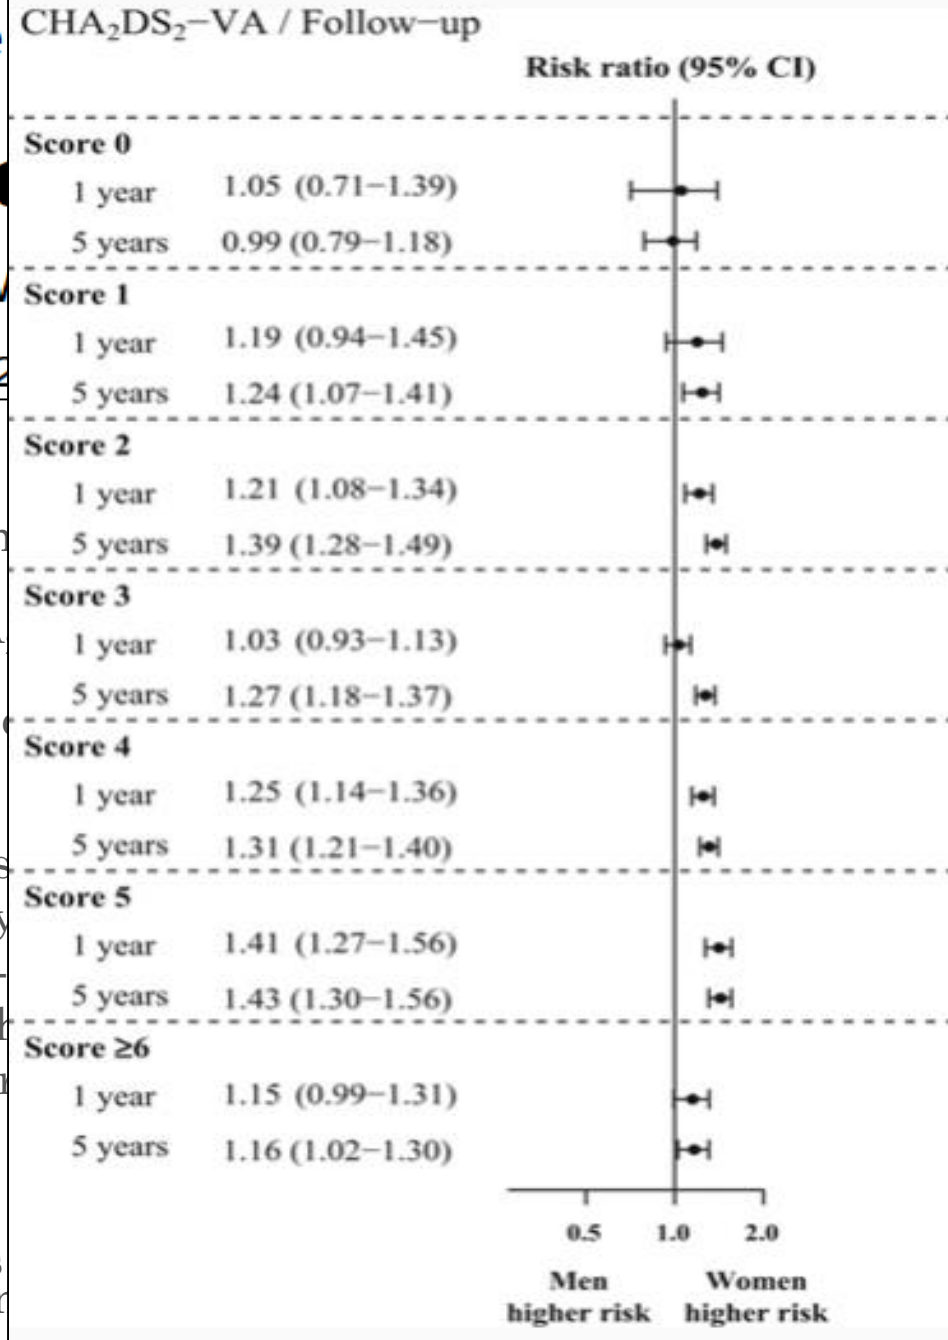 CHA₂DS₂−VA / Follow−up
Risk ratio (95% CI)
Score 0
1 year 1.05 (0.71−1.39)
5 years 0.99 (0.79−1.18)
Score 1
1 year 1.19 (0.94−1.45)
5 years 1.24 (1.07−1.41)
Score 2
1 year 1.21 (1.08−1.34)
5 years 1.39 (1.28−1.49)
Score 3
1 year 1.03 (0.93−1.13)
5 years 1.27 (1.18−1.37)
Score 4
1 year 1.25 (1.14−1.36)
5 years 1.31 (1.21−1.40)
Score 5
1 year 1.41 (1.27−1.56)
5 years 1.43 (1.30−1.56)
Score ≥6
1 year 1.15 (0.99−1.31)
5 years 1.16 (1.02−1.30)
0.5 1.0 2.0
Men Women
higher risk higher risk